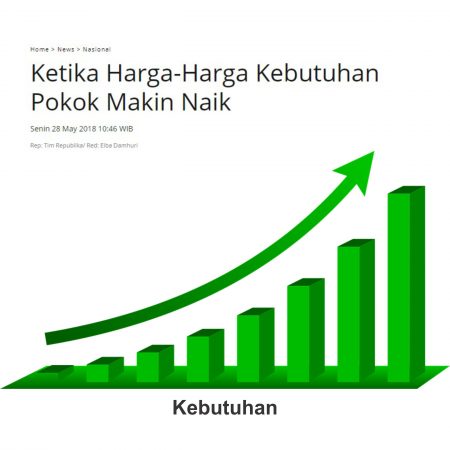 Home > News > Nasional
Ketika Harga-Harga Kebutuhan
Pokok Makin Naik
Senin 28 May 2018 10:46 WIB
Rep: Tim Republika/ Red: Elba Damhuri
Kebutuhan